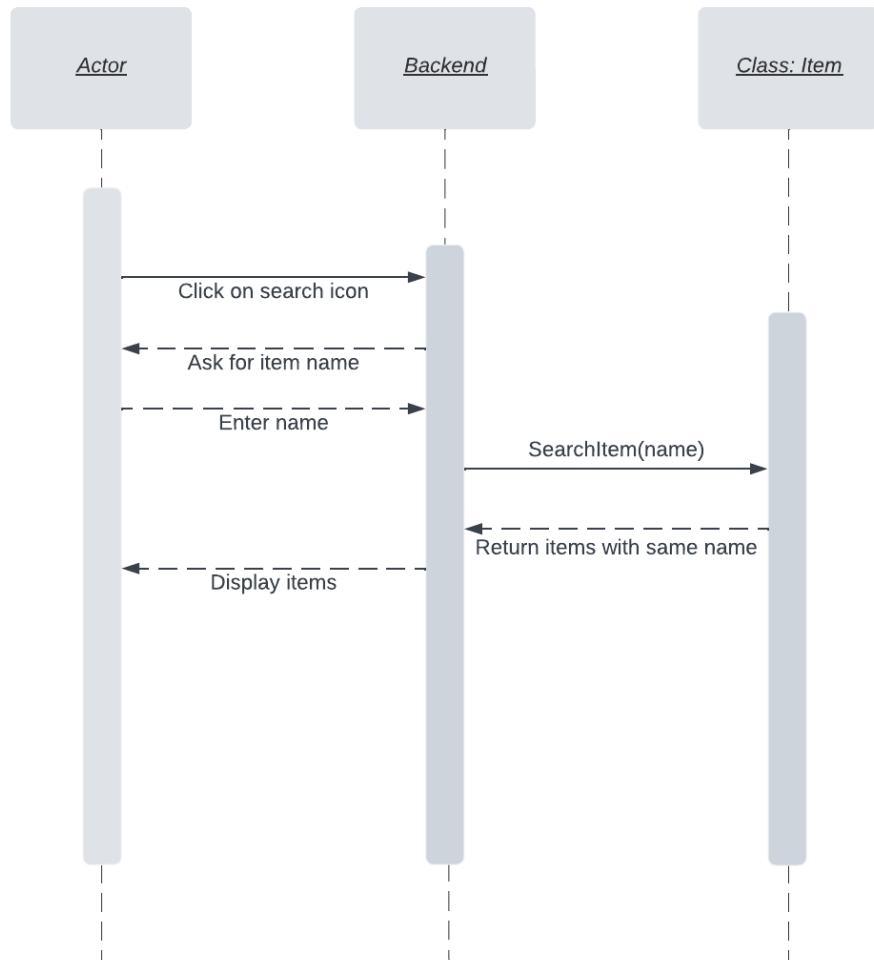 Actor
Backend
Class: Item
Click on search icon
Ask for item name
Enter name
SearchItem(name)
Return items with same name
Display items